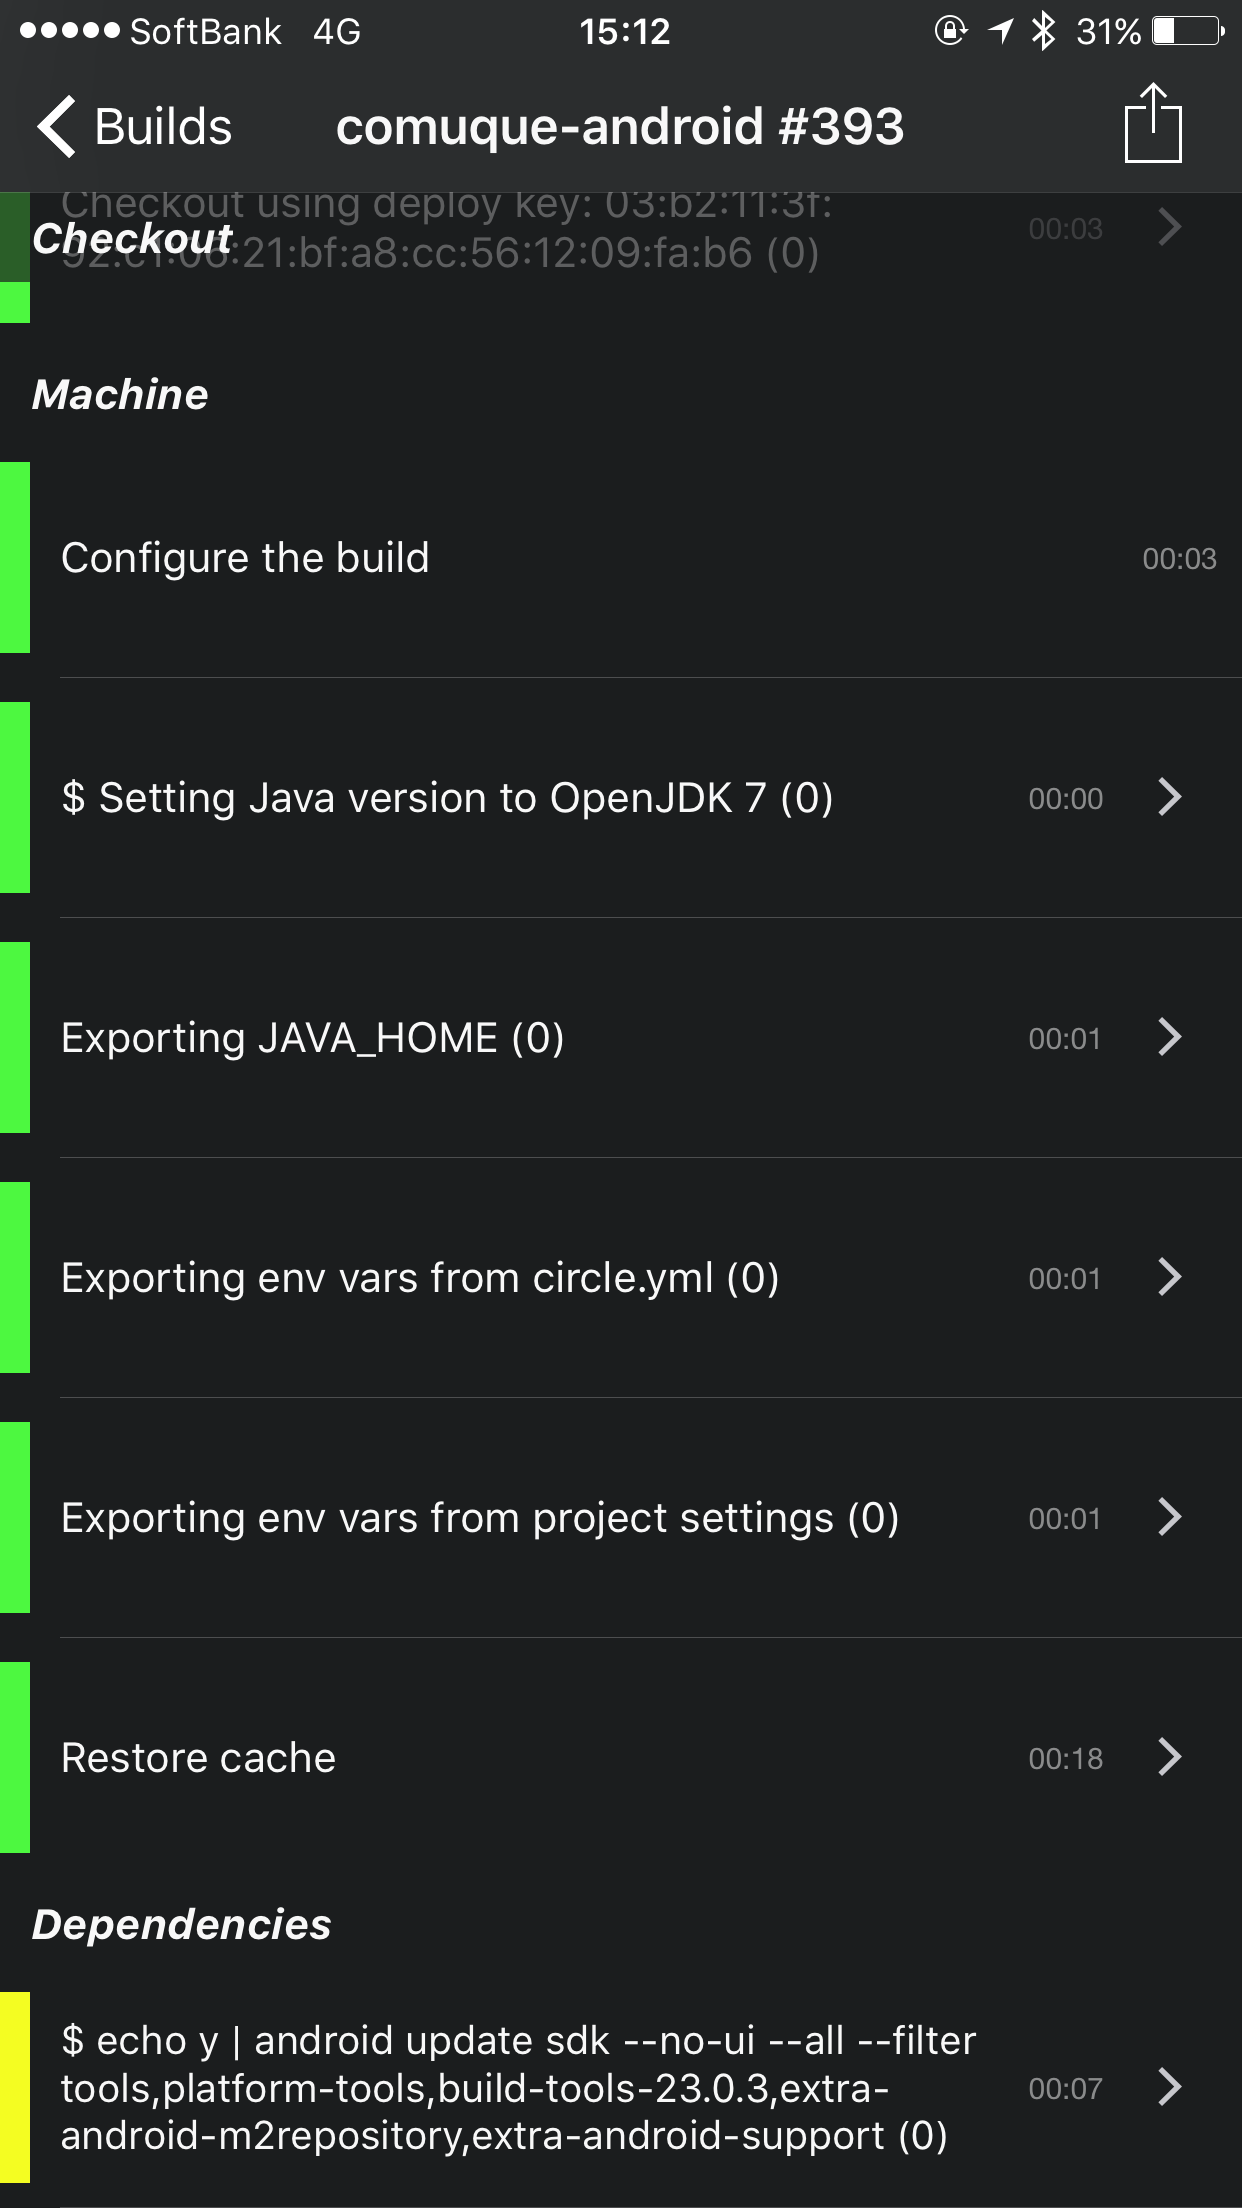 SoftBank 4G 15:12 31%
Builds comuque-android #393
Checkout using deploy key: 03:b2:11:3f:
92:c1:06:21:bf:a8:cc:56:12:09:fa:b6 (0) 00:03
Checkout
Machine
Configure the build 00:03
$ Setting Java version to OpenJDK 7 (0) 00:00
Exporting JAVA_HOME (0) 00:01
Exporting env vars from circle.yml (0) 00:01
Exporting env vars from project settings (0) 00:01
Restore cache 00:18
Dependencies
$ echo y | android update sdk --no-ui --all --filter
tools,platform-tools,build-tools-23.0.3,extra-
android-m2repository,extra-android-support (0) 00:07